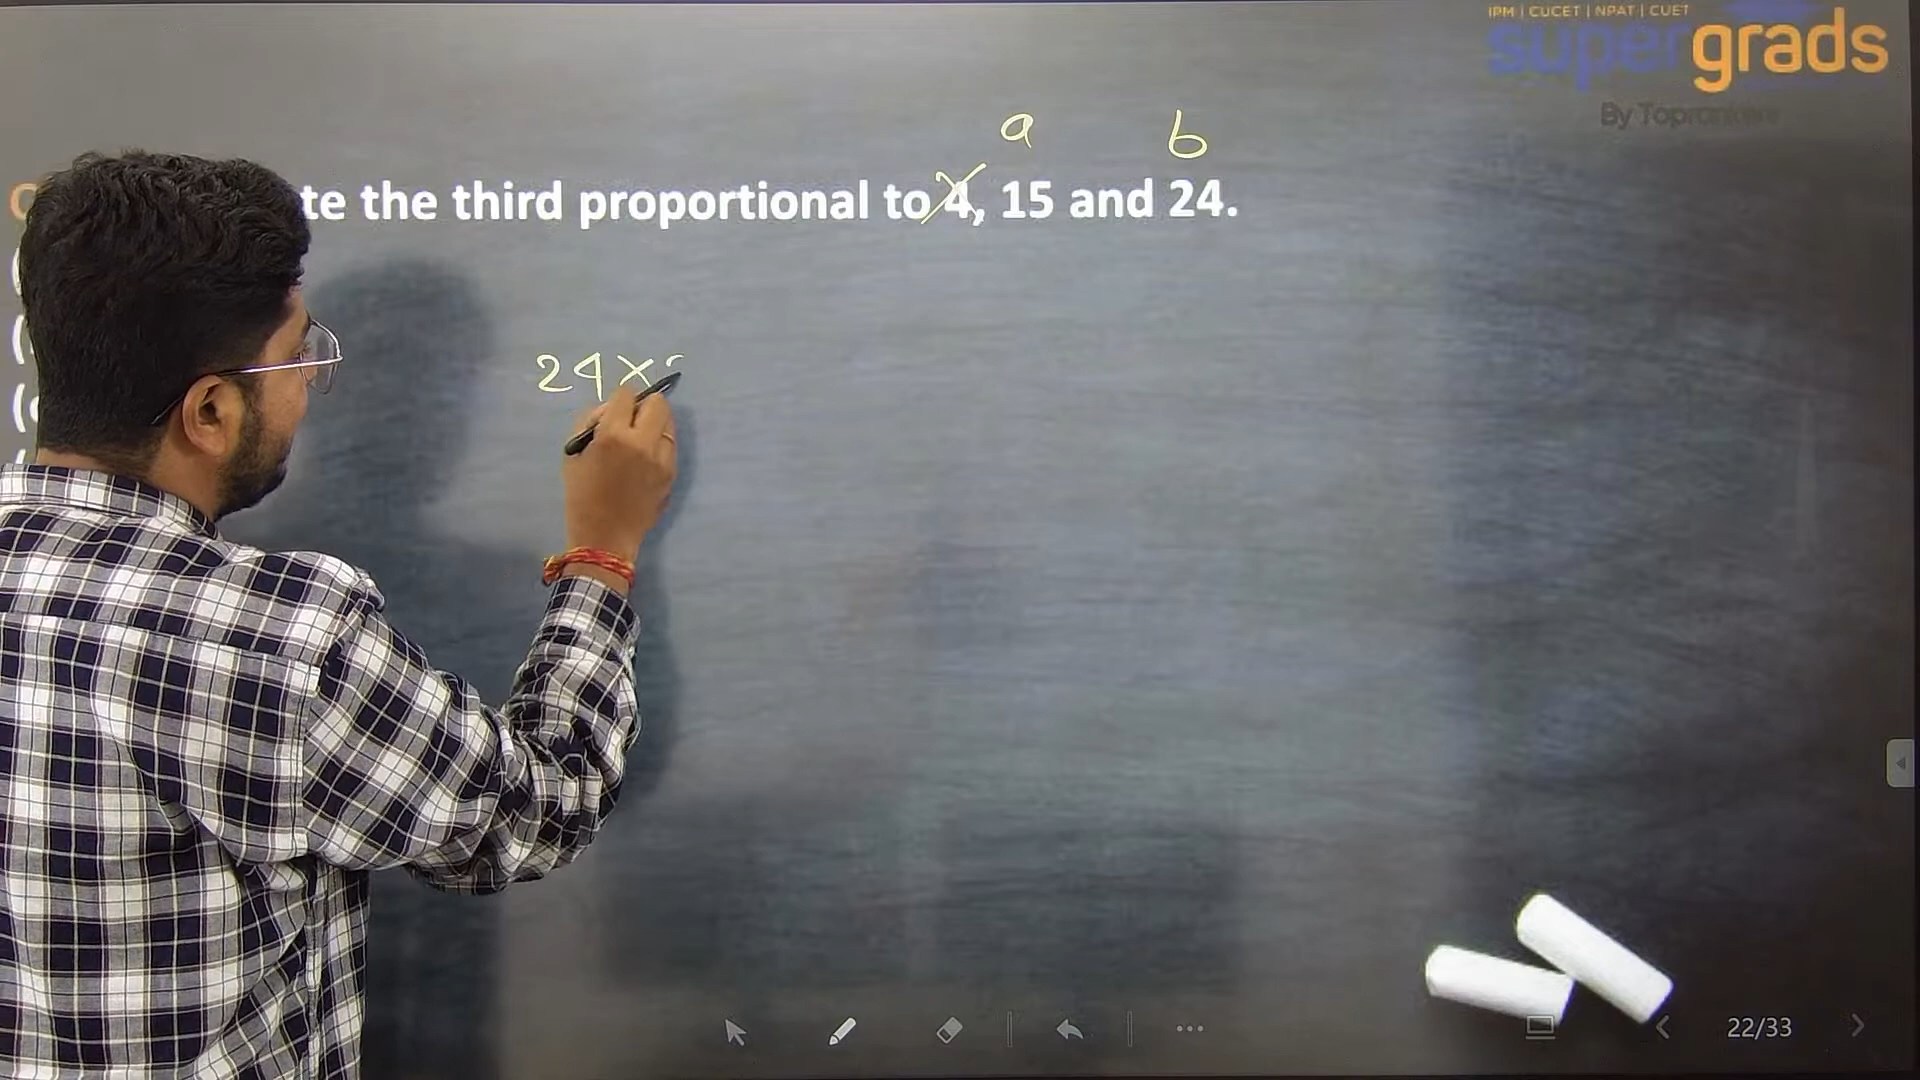 IPM | CUCET | NPAT | CUET
supergrads
a b
te the third proportional to 4, 15 and 24.
24 ×
22/33